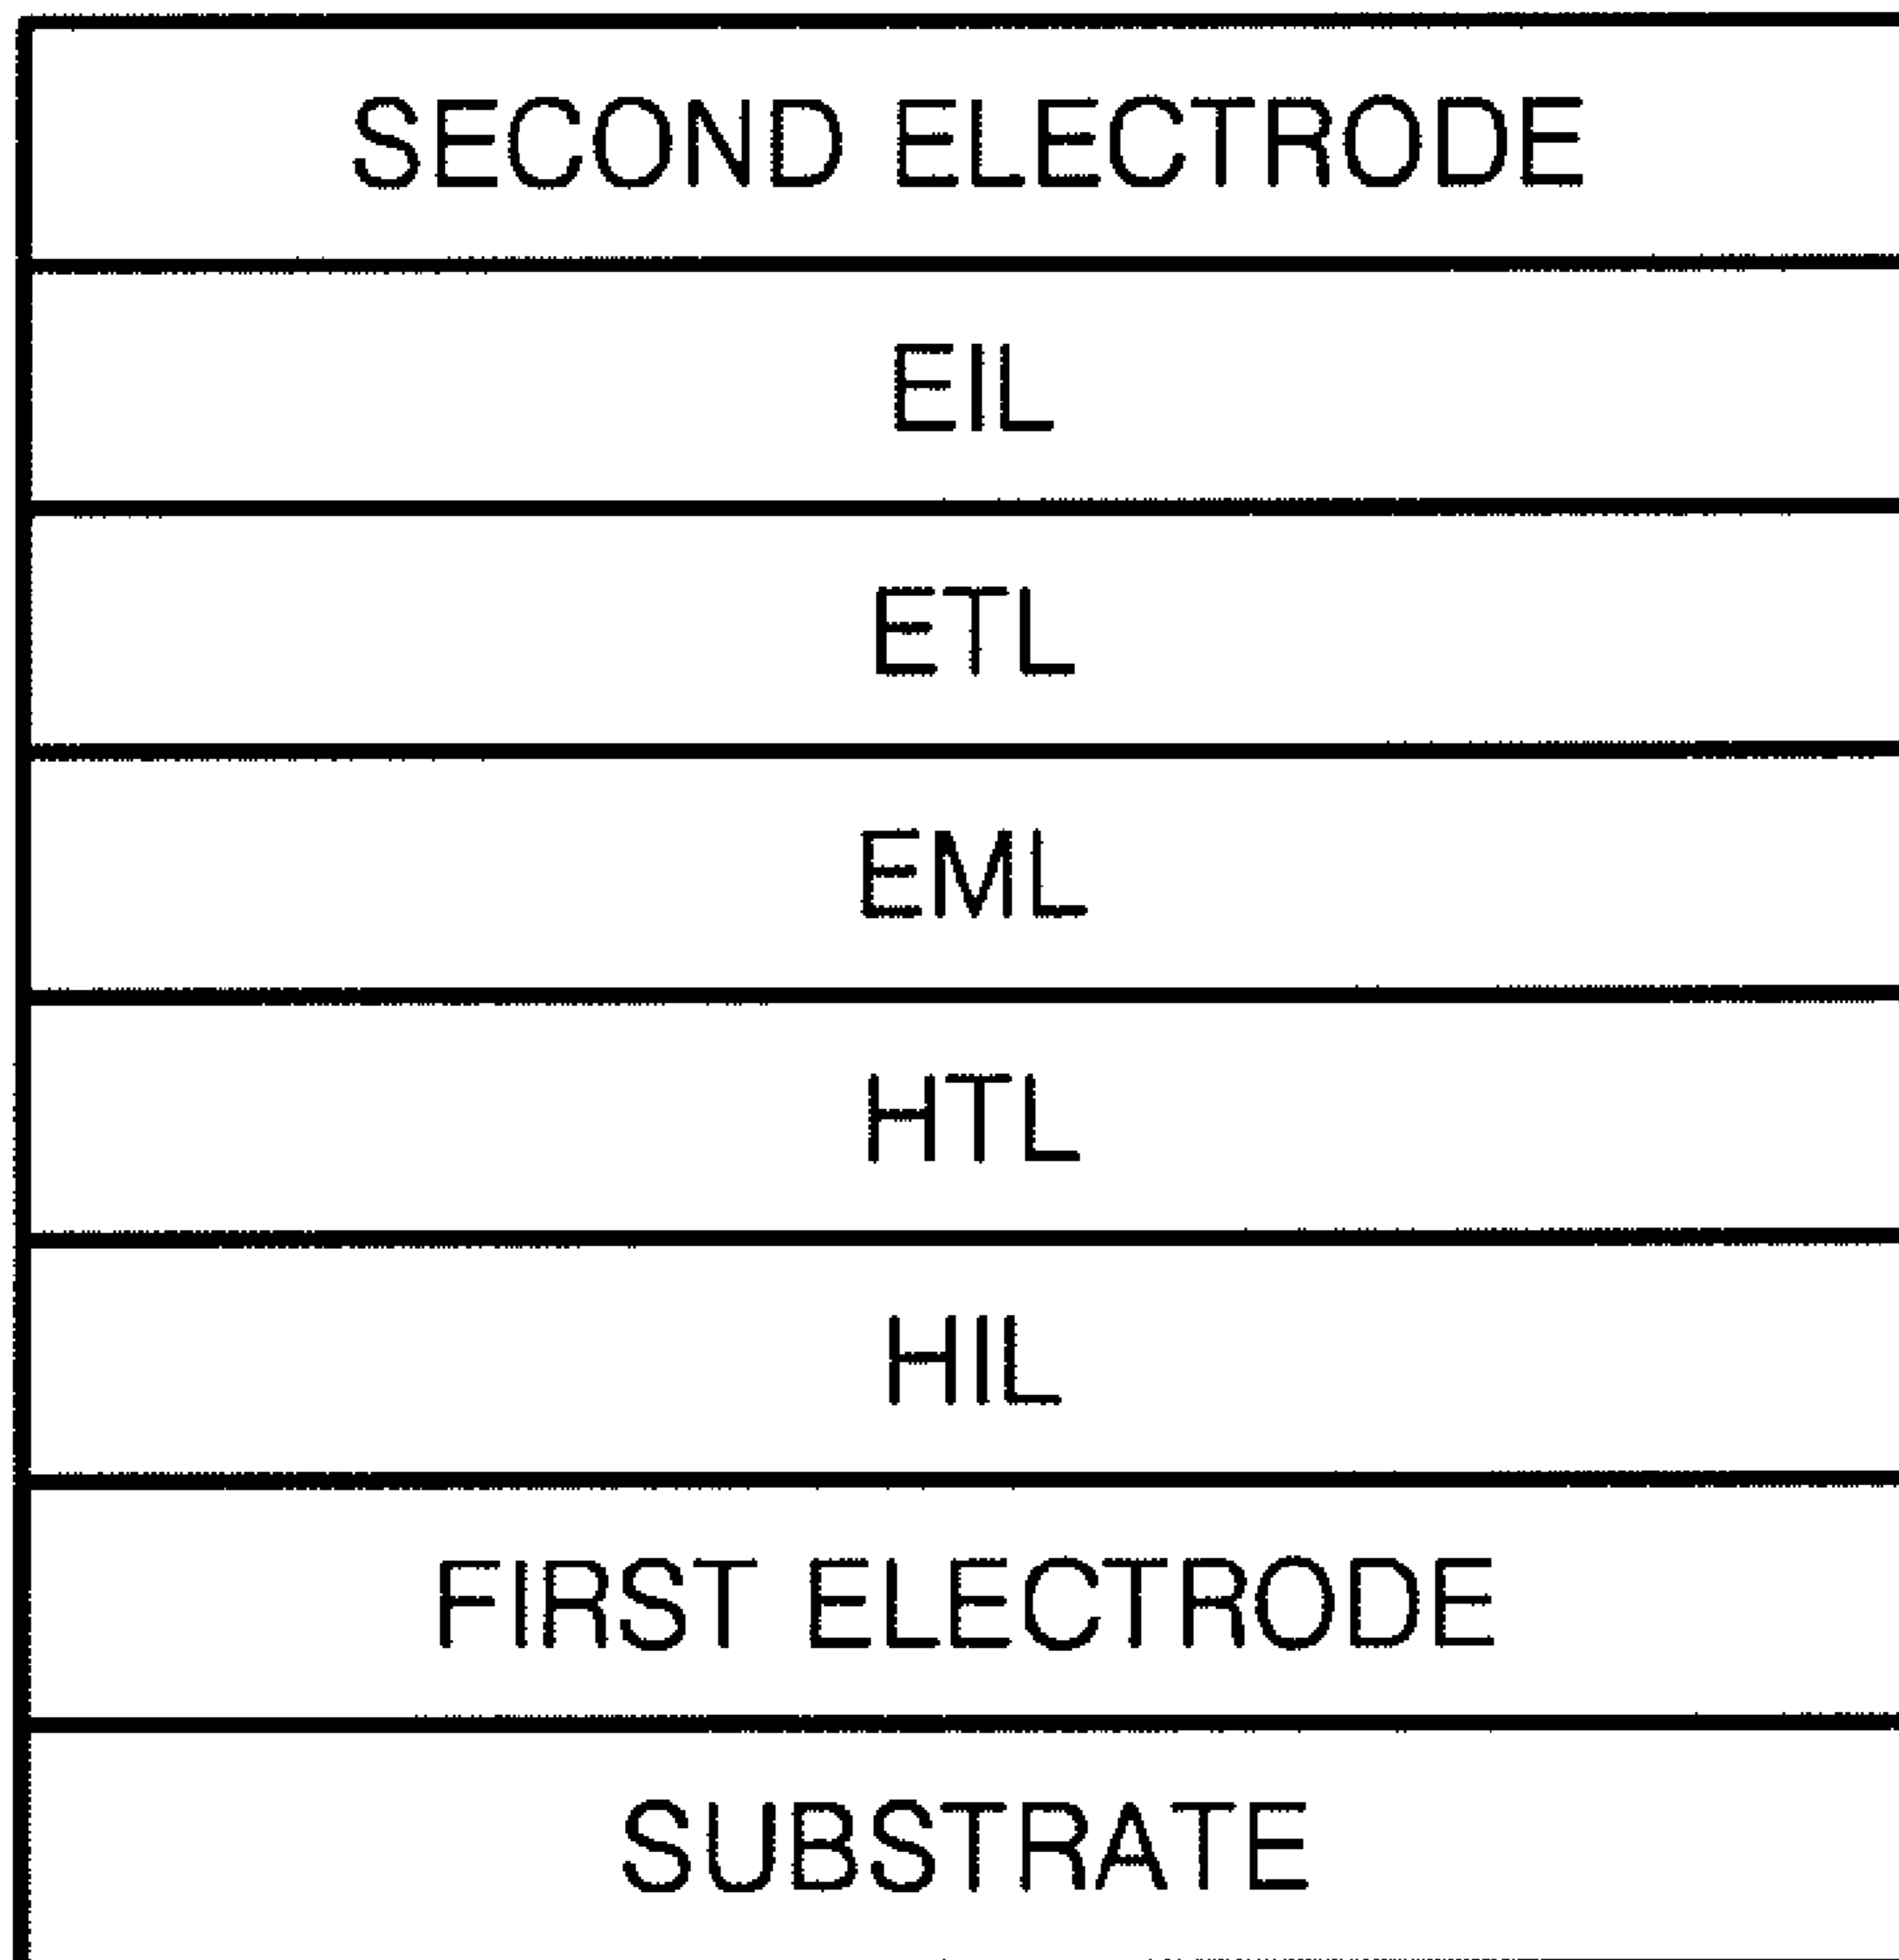 SECOND ELECTRODE
EIL
ETL
EML
HTL
HIL
FIRST ELECTRODE
SUBSTRATE